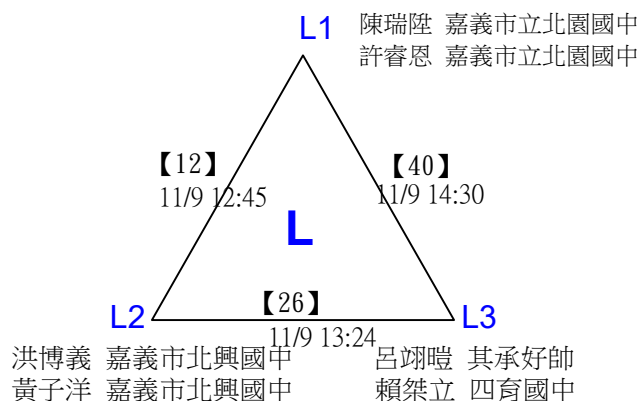 L1
陳瑞陞 嘉義市立北園國中
許睿恩 嘉義市立北園國中
【12】
11/9 12:45
【40】
11/9 14:30
L
L2
【26】
11/9 13:24
L3
洪博義 嘉義市北興國中
黃子洋 嘉義市北興國中
呂翊暟 其承好帥
賴桀立 四育國中